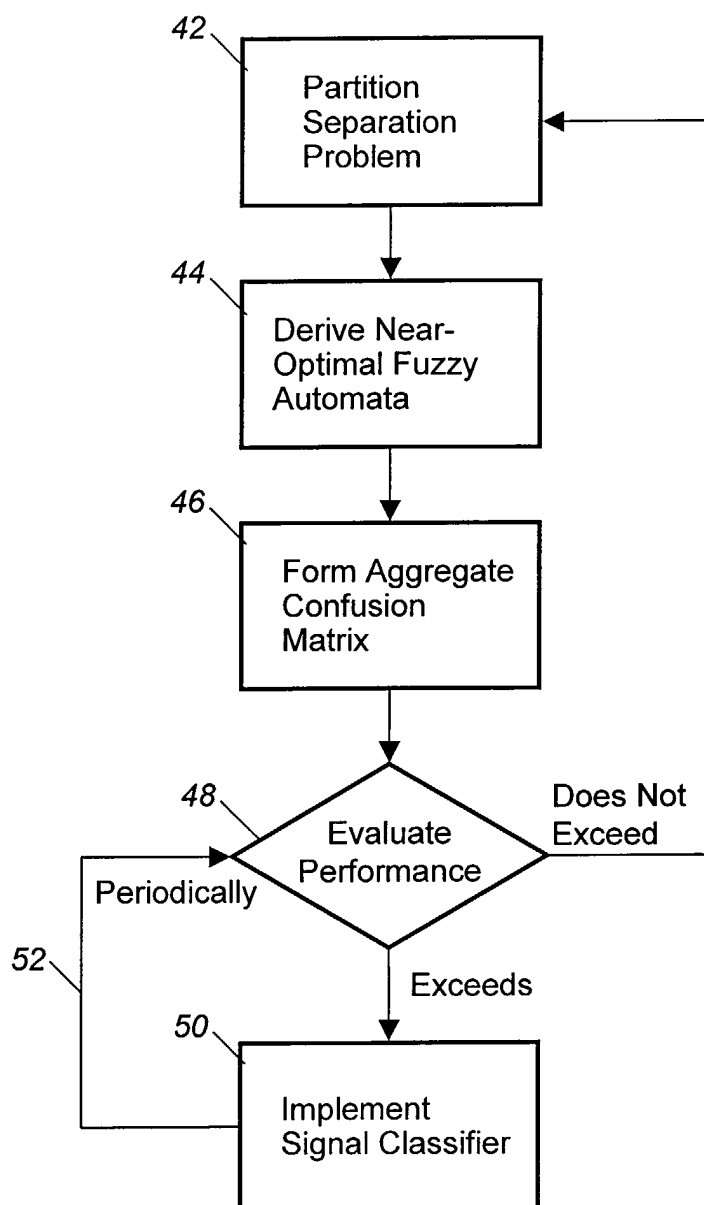 42
Partition
Separation
Problem
44
Derive Near-
Optimal Fuzzy
Automata
46
Form Aggregate
Confusion
Matrix
48
Evaluate
Performance
Does Not
Exceed
Periodically
52
Exceeds
50
Implement
Signal Classifier